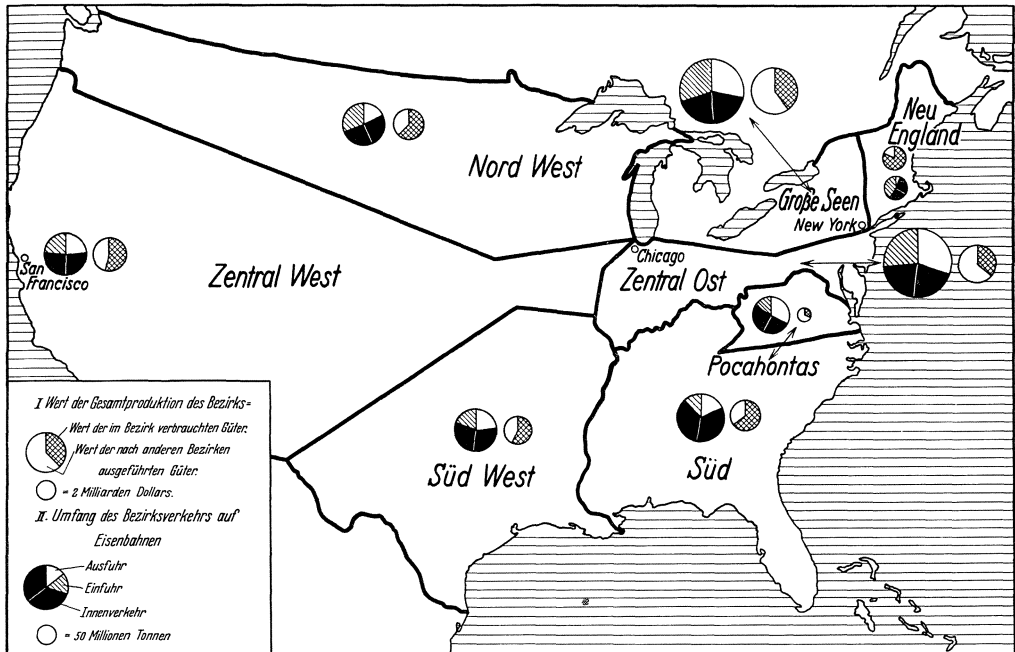 Neu
England
Nord West
Große Seen
New York
San
Francisco
Zentral West
Chicago
Zentral Ost
Pocahontas
Süd West
Süd
I Wert der Gesamtproduktion des Bezirks=
Wert der im Bezirk verbrauchten Güter.
Wert der nach anderen Bezirken
ausgeführten Güter.
= 2 Milliarden Dollars.
II. Umfang des Bezirksverkehrs auf
Eisenbahnen
Ausfuhr
Einfuhr
Innenverkehr
= 50 Millionen Tonnen